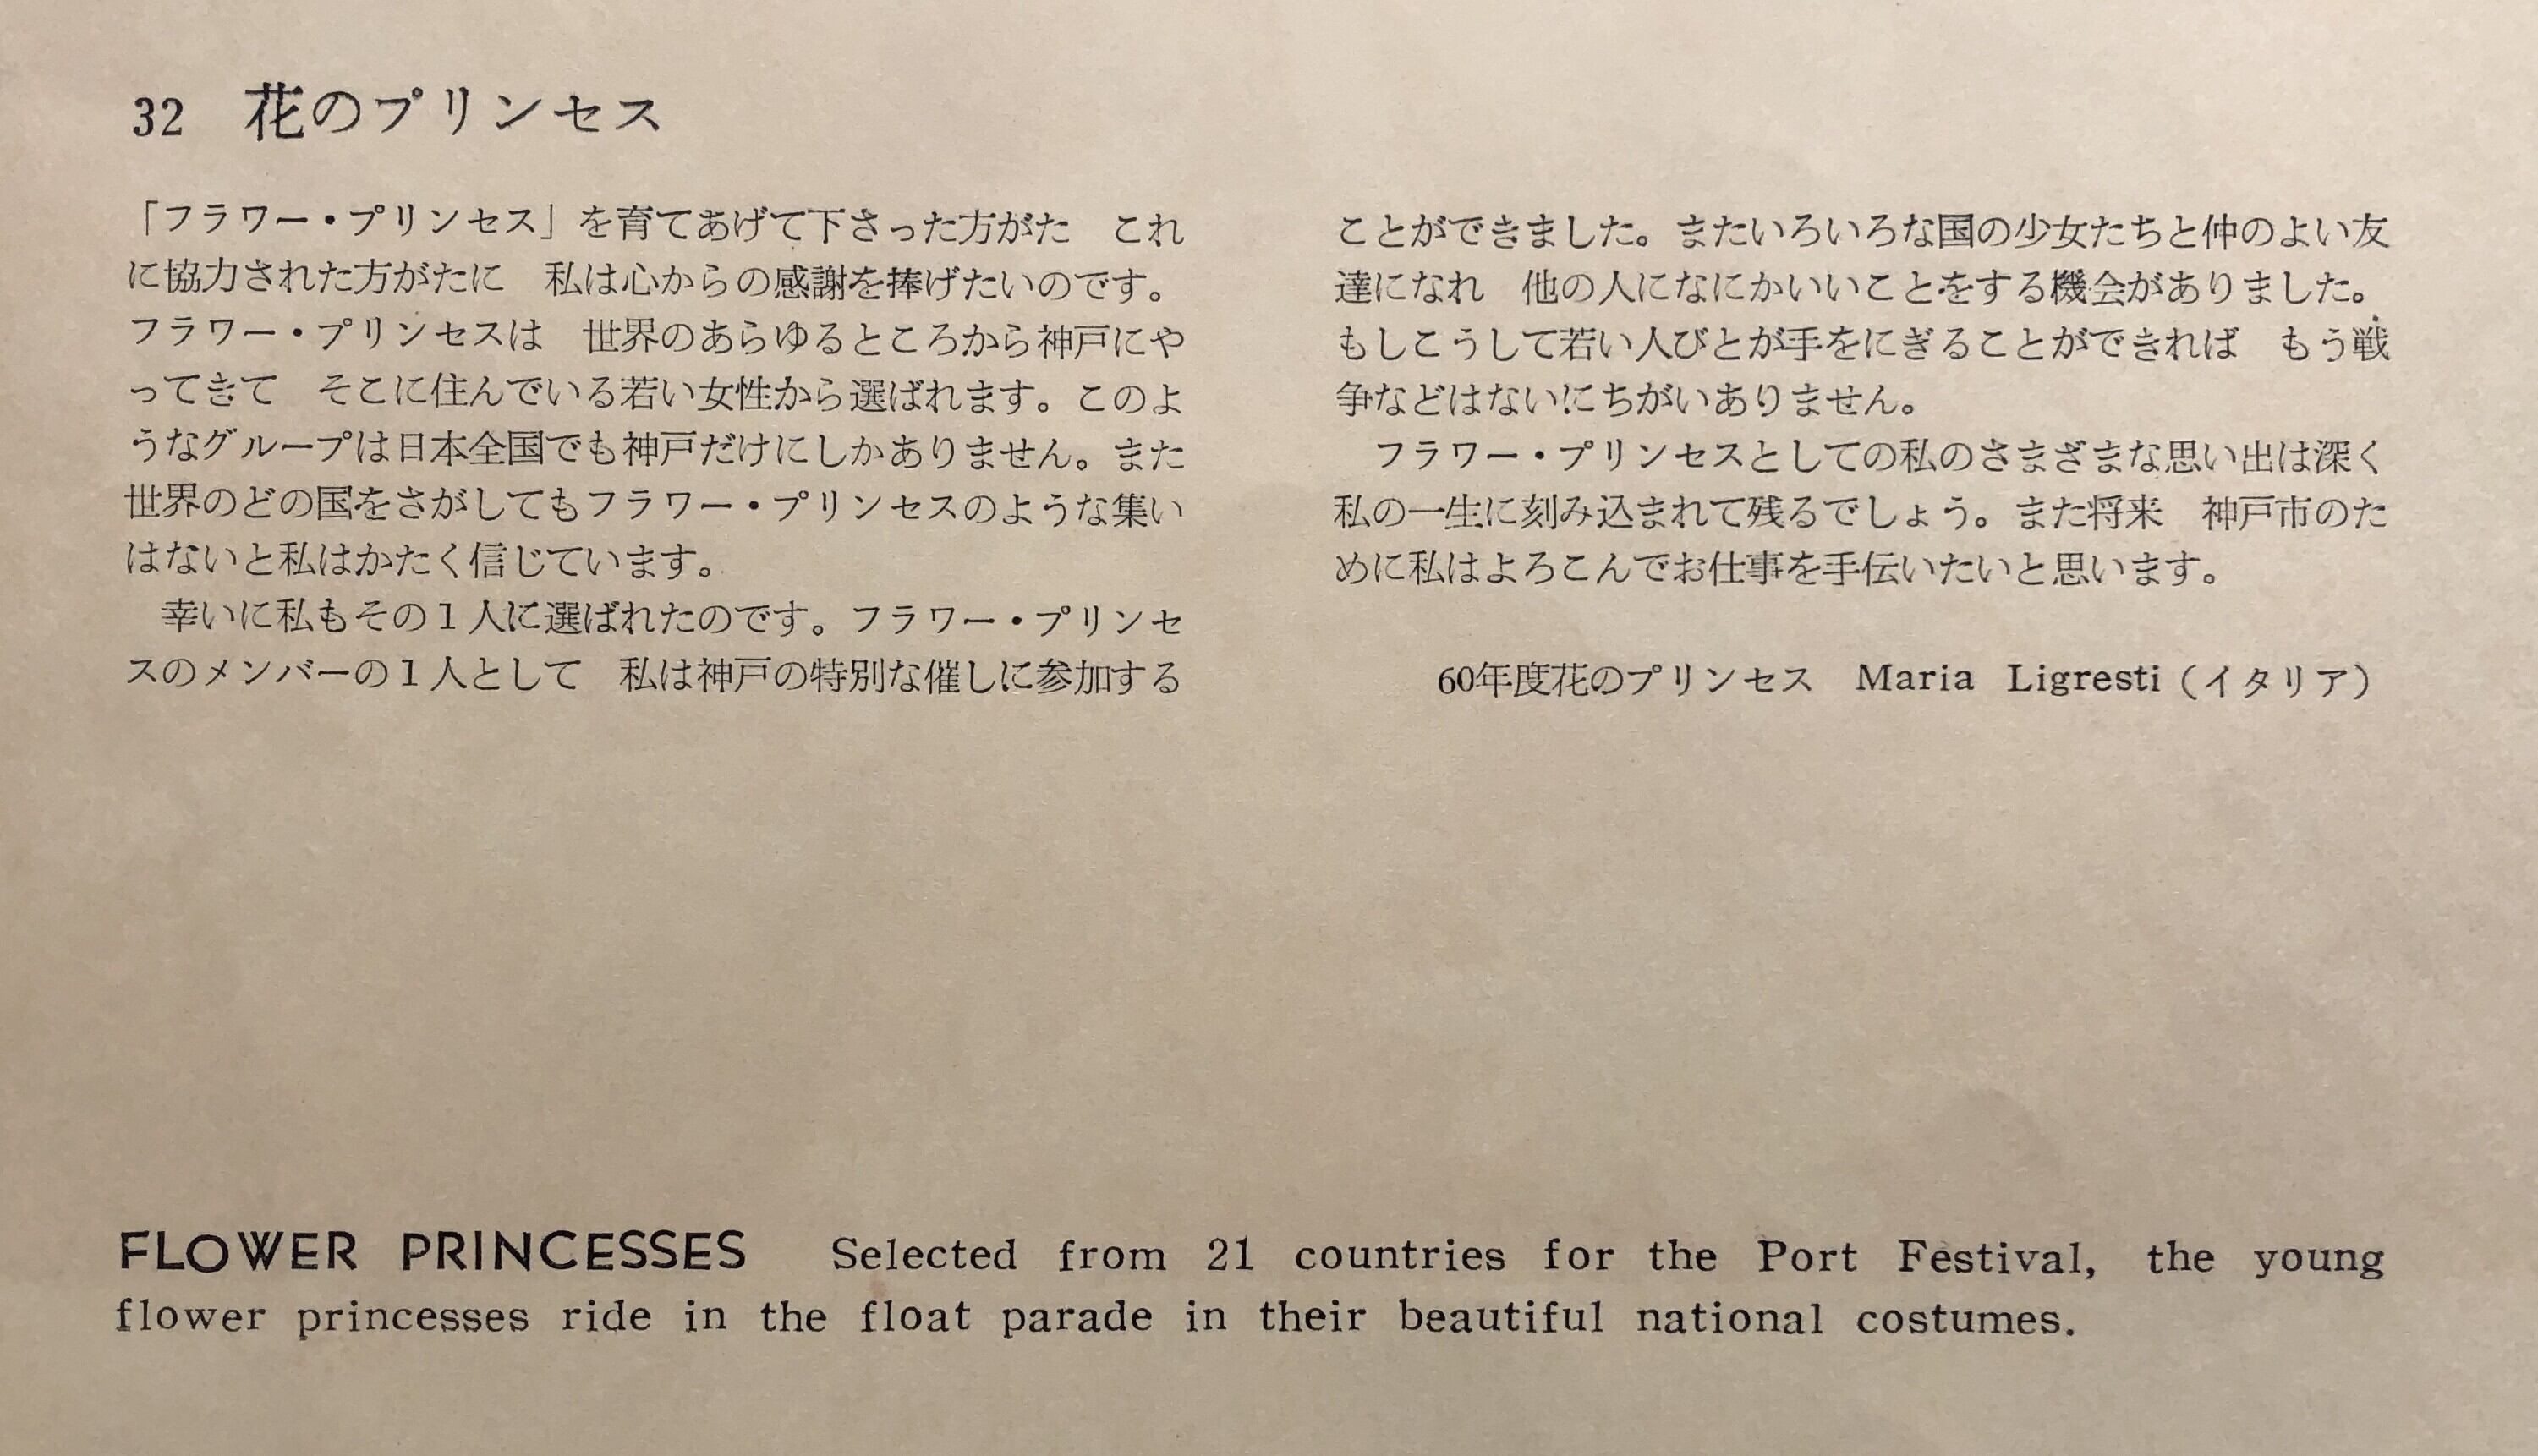 32　花のプリンセス
「フラワー・プリンセス」を育てあげて下さった方がた　これ
に協力された方がたに　私は心からの感謝を捧げたいのです。
フラワー・プリンセスは　世界のあらゆるところから神戸にや
ってきて　そこに住んでいる若い女性から選ばれます。このよ
うなグループは日本全国でも神戸だけにしかありません。また
世界のどの国をさがしてもフラワー・プリンセスのような集い
はないと私はかたく信じています。
　幸いに私もその１人に選ばれたのです。フラワー・プリンセ
スのメンバーの１人として　私は神戸の特別な催しに参加する
ことができました。またいろいろな国の少女たちと仲のよい友
達になれ　他の人になにかいいことをする機会がありました。
もしこうして若い人びとが手をにぎることができれば　もう戦
争などはないにちがいありません。
　フラワー・プリンセスとしての私のさまざまな思い出は深く
私の一生に刻み込まれて残るでしょう。また将来　神戸市のた
めに私はよろこんでお仕事を手伝いたいと思います。
60年度花のプリンセス　Maria Ligresti（イタリア）
FLOWER PRINCESSES　Selected from 21 countries for the Port Festival, the young
flower princesses ride in the float parade in their beautiful national costumes.